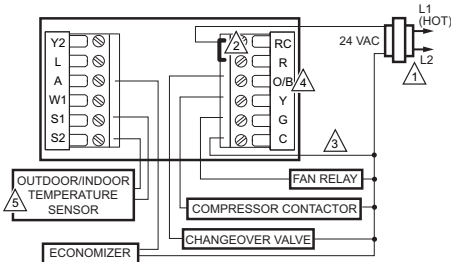 L1
(HOT)
24 VAC
L2
1
Y2
L
A
W1
S1
S2
2
RC
R
O/B
Y
G
C
4
3
5
OUTDOOR/INDOOR
TEMPERATURE
SENSOR
FAN RELAY
COMPRESSOR CONTACTOR
CHANGEOVER VALVE
ECONOMIZER